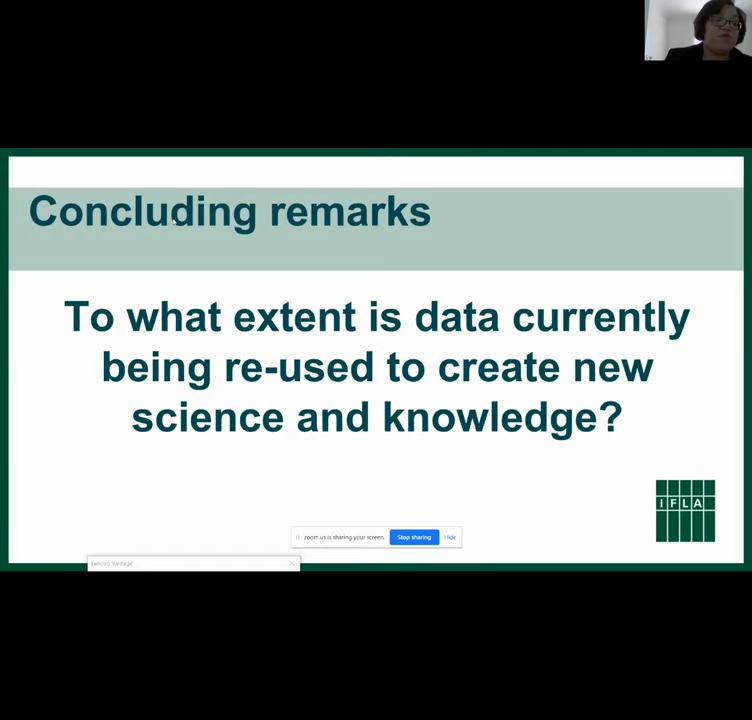 Concluding remarks
To what extent is data currently
being re-used to create new
science and knowledge?
IFLA
zoom.us is sharing your screen.
Stop sharing
Hide
Lenovo Vantage